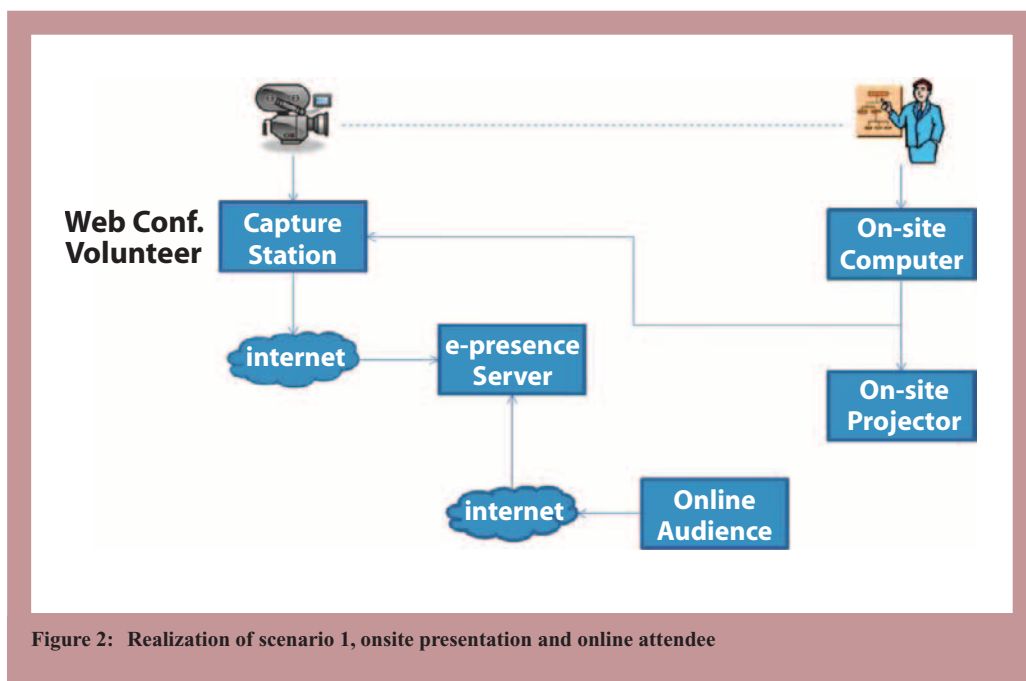 Web Conf.
Volunteer
Capture
Station
On-site
Computer
internet
e-presence
Server
On-site
Projector
internet
Online
Audience
Figure 2: Realization of scenario 1, onsite presentation and online attendee